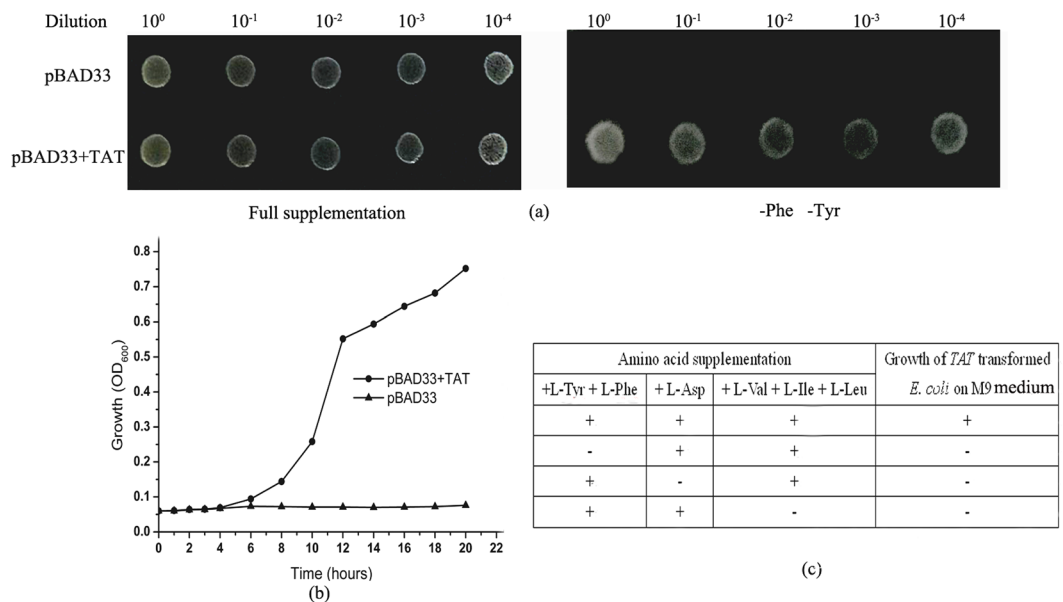 (a)
Dilution 10⁰ 10⁻¹ 10⁻² 10⁻³ 10⁻⁴ 10⁰ 10⁻¹ 10⁻² 10⁻³ 10⁻⁴
pBAD33
pBAD33+TAT
Full supplementation (a) -Phe -Tyr
0.8
0.7
0.6
0.5
0.4
0.3
0.2
0.1
0.0
Growth (OD₆₀₀)
pBAD33+TAT
pBAD33
0 2 4 6 8 10 12 14 16 18 20 22
Time (hours)
(b)
Amino acid supplementation Growth of TAT transformed
E. coli on M9 medium
+L-Tyr + L-Phe + L-Asp + L-Val + L-Ile + L-Leu
+ + + +
- + + -
+ - + -
+ + - -
(c)